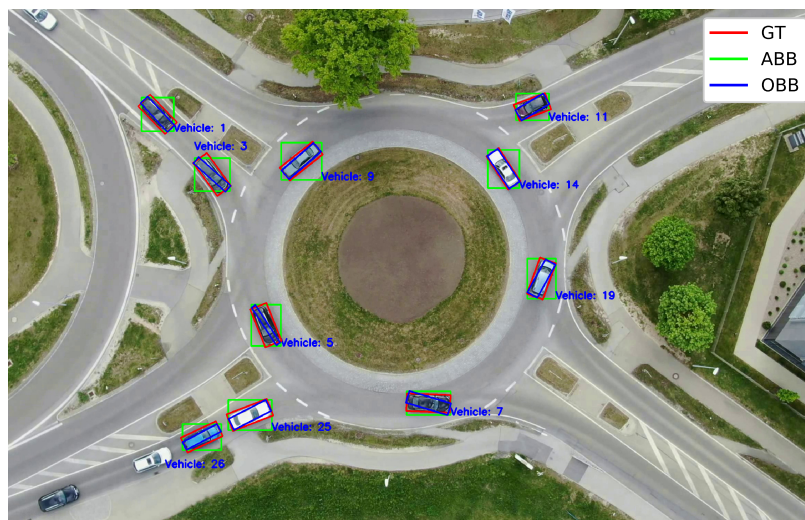 GT
ABB
OBB
Vehicle: 1
Vehicle: 3
Vehicle: 9
Vehicle: 11
Vehicle: 14
Vehicle: 19
Vehicle: 5
Vehicle: 7
Vehicle: 25
Vehicle: 26